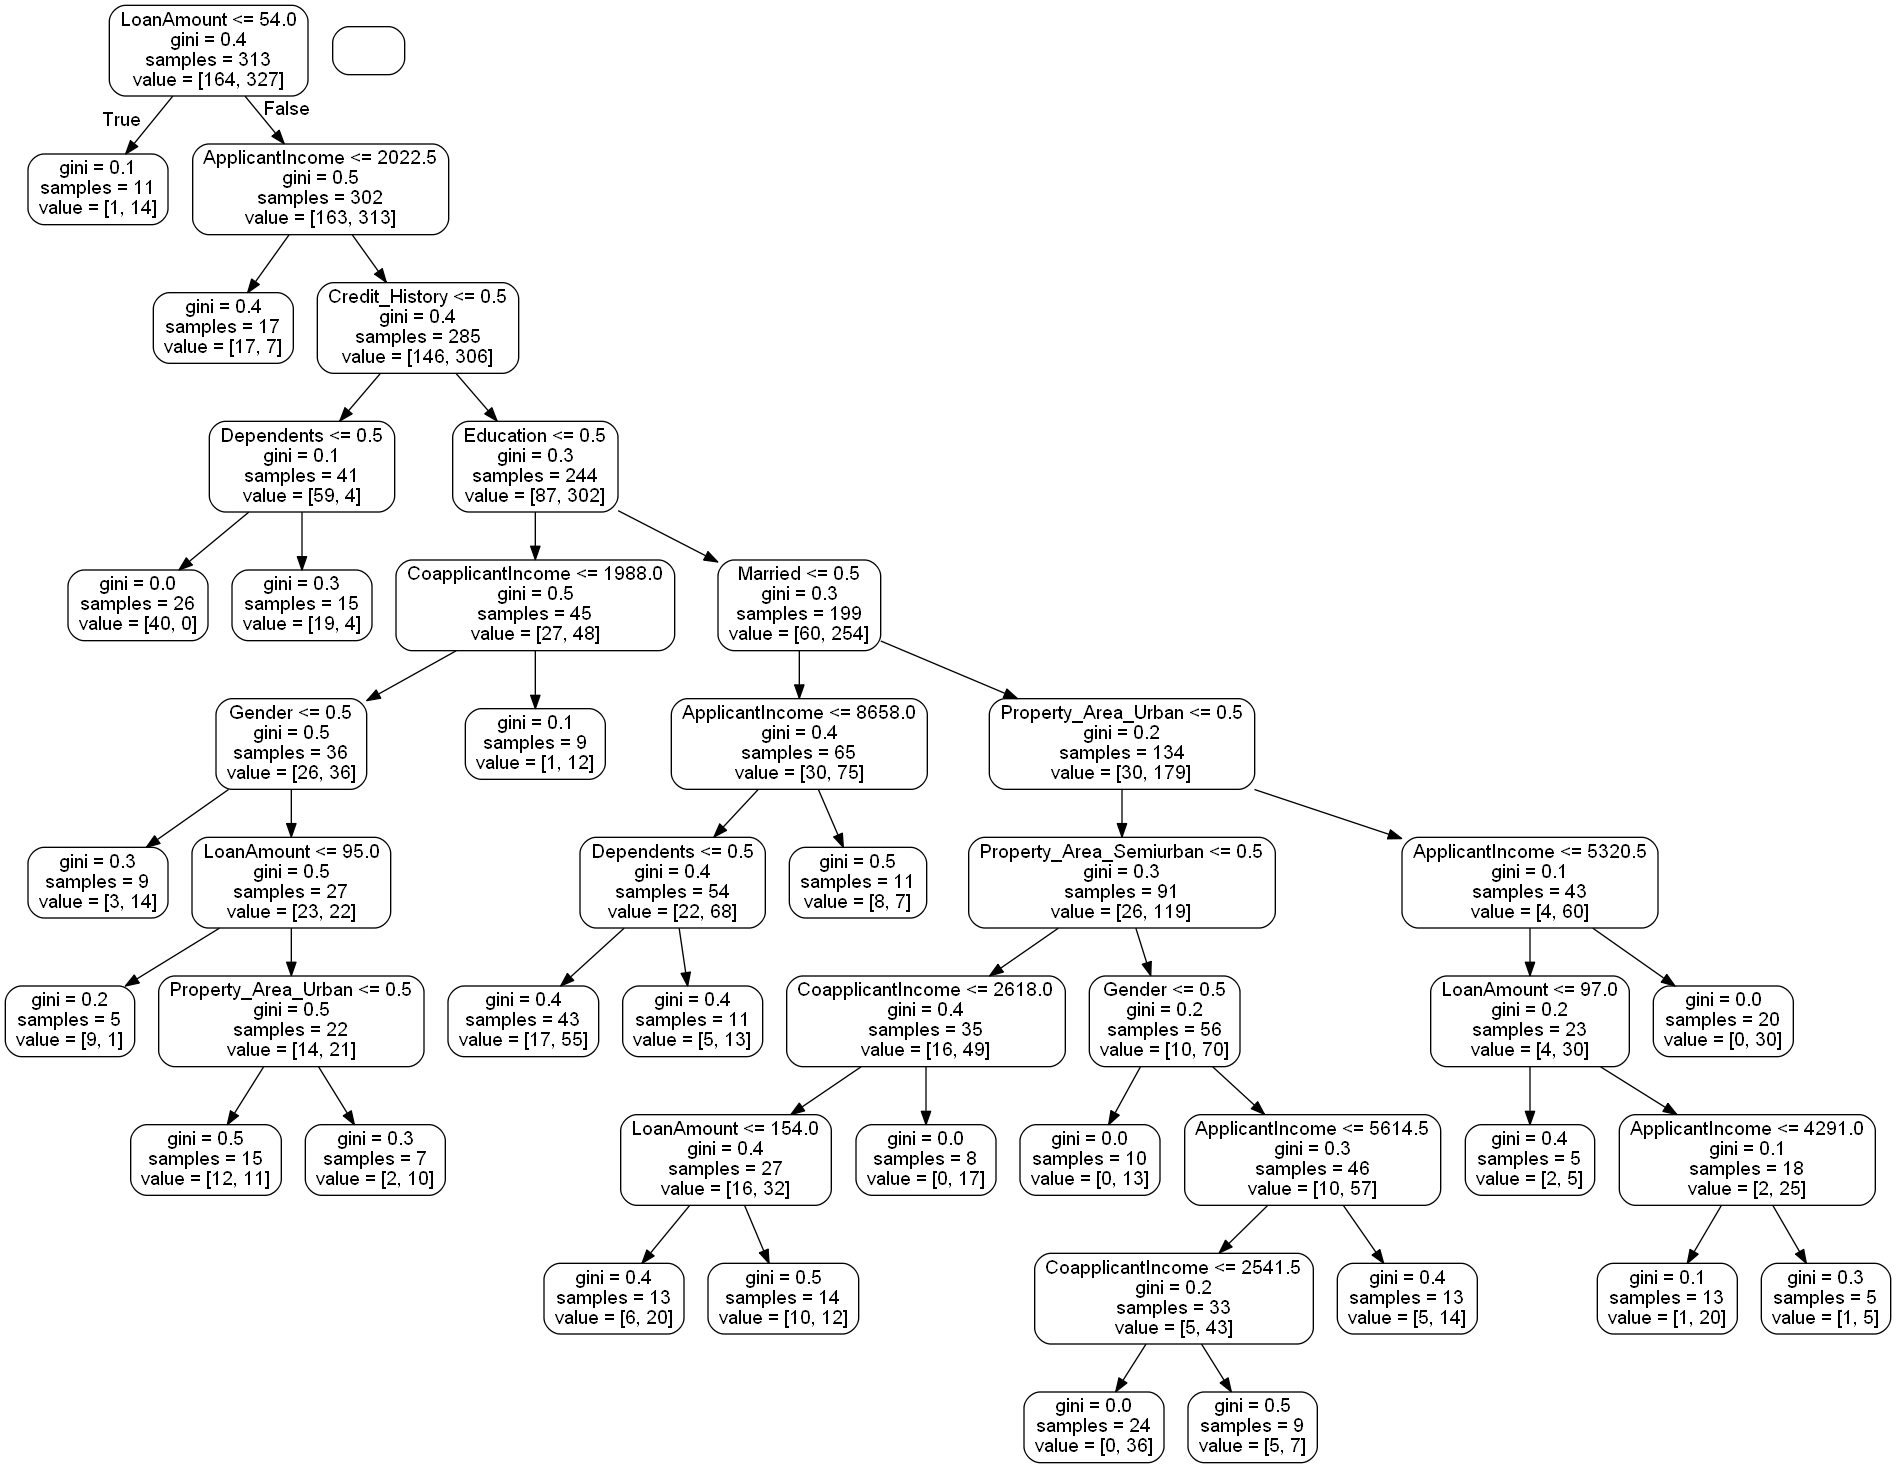 LoanAmount <= 54.0
gini = 0.4
samples = 313
value = [164, 327]
True
False
gini = 0.1
samples = 11
value = [1, 14]
ApplicantIncome <= 2022.5
gini = 0.5
samples = 302
value = [163, 313]
gini = 0.4
samples = 17
value = [17, 7]
Credit_History <= 0.5
gini = 0.4
samples = 285
value = [146, 306]
Dependents <= 0.5
gini = 0.1
samples = 41
value = [59, 4]
Education <= 0.5
gini = 0.3
samples = 244
value = [87, 302]
gini = 0.0
samples = 26
value = [40, 0]
gini = 0.3
samples = 15
value = [19, 4]
CoapplicantIncome <= 1988.0
gini = 0.5
samples = 45
value = [27, 48]
Married <= 0.5
gini = 0.3
samples = 199
value = [60, 254]
Gender <= 0.5
gini = 0.5
samples = 36
value = [26, 36]
gini = 0.1
samples = 9
value = [1, 12]
ApplicantIncome <= 8658.0
gini = 0.4
samples = 65
value = [30, 75]
Property_Area_Urban <= 0.5
gini = 0.2
samples = 134
value = [30, 179]
gini = 0.3
samples = 9
value = [3, 14]
LoanAmount <= 95.0
gini = 0.5
samples = 27
value = [23, 22]
Dependents <= 0.5
gini = 0.4
samples = 54
value = [22, 68]
gini = 0.5
samples = 11
value = [8, 7]
Property_Area_Semiurban <= 0.5
gini = 0.3
samples = 91
value = [26, 119]
ApplicantIncome <= 5320.5
gini = 0.1
samples = 43
value = [4, 60]
gini = 0.2
samples = 5
value = [9, 1]
Property_Area_Urban <= 0.5
gini = 0.5
samples = 22
value = [14, 21]
gini = 0.4
samples = 43
value = [17, 55]
gini = 0.4
samples = 11
value = [5, 13]
CoapplicantIncome <= 2618.0
gini = 0.4
samples = 35
value = [16, 49]
Gender <= 0.5
gini = 0.2
samples = 56
value = [10, 70]
LoanAmount <= 97.0
gini = 0.2
samples = 23
value = [4, 30]
gini = 0.0
samples = 20
value = [0, 30]
gini = 0.5
samples = 15
value = [12, 11]
gini = 0.3
samples = 7
value = [2, 10]
LoanAmount <= 154.0
gini = 0.4
samples = 27
value = [16, 32]
gini = 0.0
samples = 8
value = [0, 17]
gini = 0.0
samples = 10
value = [0, 13]
ApplicantIncome <= 5614.5
gini = 0.3
samples = 46
value = [10, 57]
gini = 0.4
samples = 5
value = [2, 5]
ApplicantIncome <= 4291.0
gini = 0.1
samples = 18
value = [2, 25]
gini = 0.4
samples = 13
value = [6, 20]
gini = 0.5
samples = 14
value = [10, 12]
CoapplicantIncome <= 2541.5
gini = 0.2
samples = 33
value = [5, 43]
gini = 0.4
samples = 13
value = [5, 14]
gini = 0.1
samples = 13
value = [1, 20]
gini = 0.3
samples = 5
value = [1, 5]
gini = 0.0
samples = 24
value = [0, 36]
gini = 0.5
samples = 9
value = [5, 7]